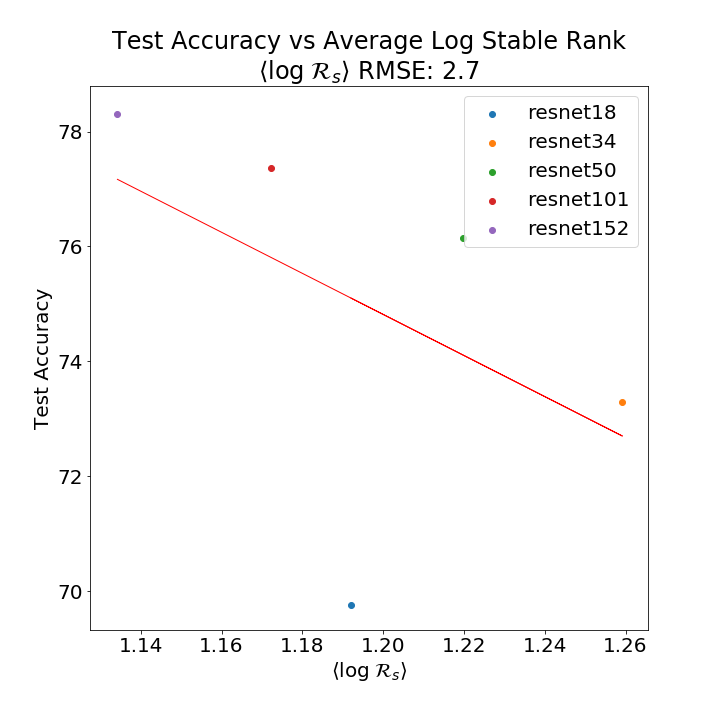 Test Accuracy vs Average Log Stable Rank
⟨log 𝓡ₛ⟩ RMSE: 2.7
resnet18
resnet34
resnet50
resnet101
resnet152
78
76
74
72
70
Test Accuracy
1.14 1.16 1.18 1.20 1.22 1.24 1.26
⟨log 𝓡ₛ⟩